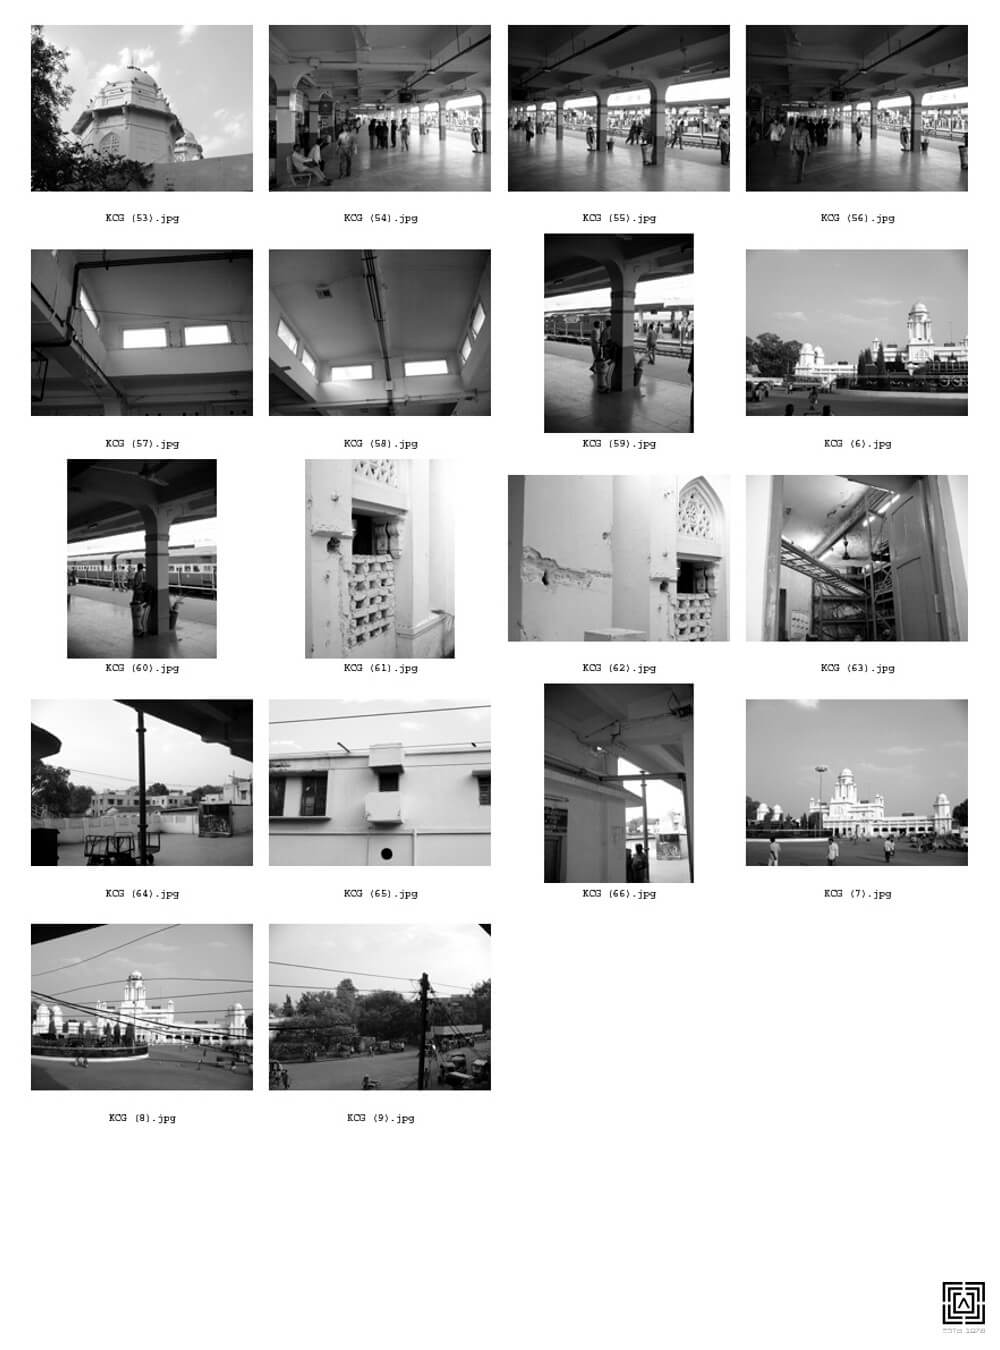 KCG (53).jpg
KCG (54).jpg
KCG (55).jpg
KCG (56).jpg
KCG (57).jpg
KCG (58).jpg
KCG (59).jpg
KCG (6).jpg
KCG (60).jpg
KCG (61).jpg
KCG (62).jpg
KCG (63).jpg
KCG (64).jpg
KCG (65).jpg
KCG (66).jpg
KCG (7).jpg
KCG (8).jpg
KCG (9).jpg